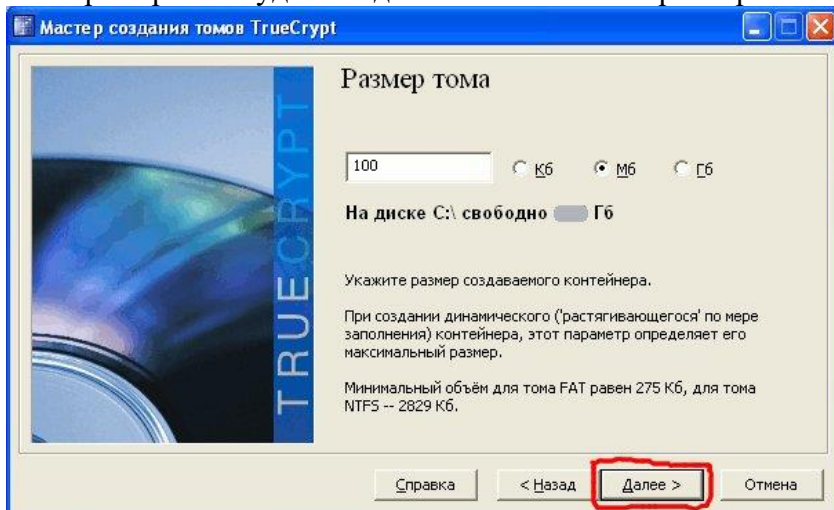 Мастер создания томов TrueCrypt
TRUECRYPT
Размер тома
100 Кб Мб Гб
На диске C:\ свободно Гб
Укажите размер создаваемого контейнера.
При создании динамического ('растягивающегося' по мере
заполнения) контейнера, этот параметр определяет его
максимальный размер.
Минимальный объём для тома FAT равен 275 Кб, для тома
NTFS -- 2829 Кб.
Справка < Назад Далее > Отмена